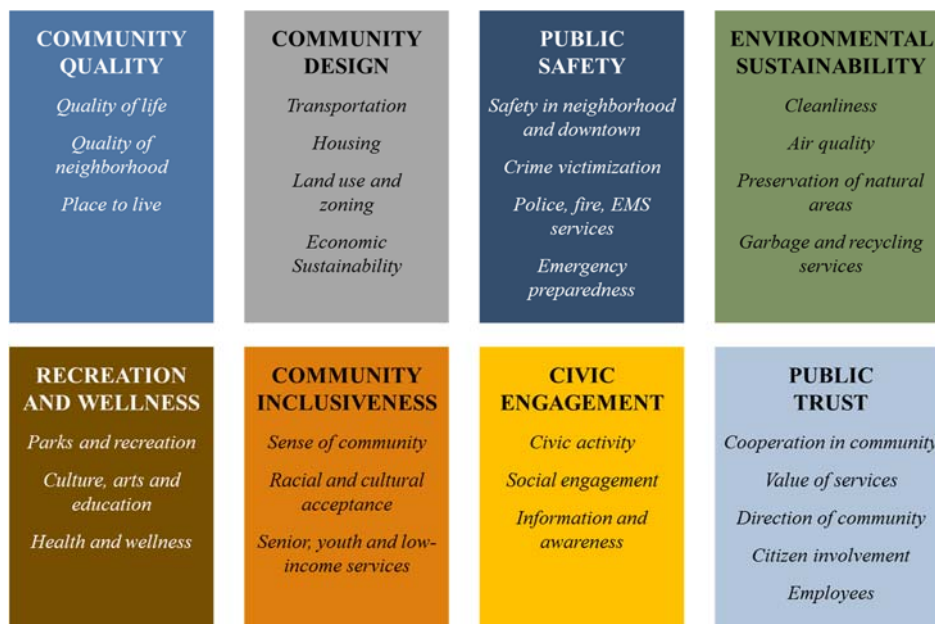 COMMUNITY
QUALITY
Quality of life
Quality of
neighborhood
Place to live
COMMUNITY
DESIGN
Transportation
Housing
Land use and
zoning
Economic
Sustainability
PUBLIC
SAFETY
Safety in neighborhood
and downtown
Crime victimization
Police, fire, EMS
services
Emergency
preparedness
ENVIRONMENTAL
SUSTAINABILITY
Cleanliness
Air quality
Preservation of natural
areas
Garbage and recycling
services
RECREATION
AND WELLNESS
Parks and recreation
Culture, arts and
education
Health and wellness
COMMUNITY
INCLUSIVENESS
Sense of community
Racial and cultural
acceptance
Senior, youth and low-
income services
CIVIC
ENGAGEMENT
Civic activity
Social engagement
Information and
awareness
PUBLIC
TRUST
Cooperation in community
Value of services
Direction of community
Citizen involvement
Employees